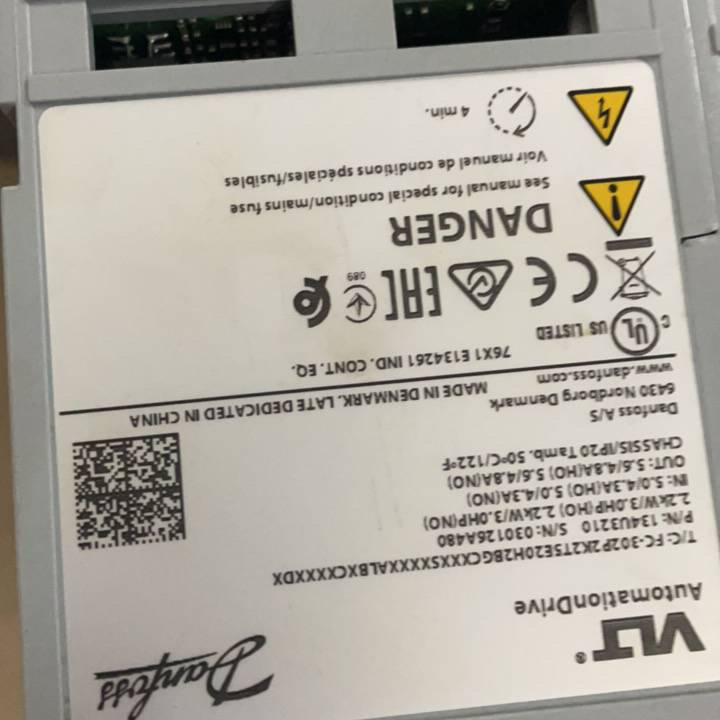 VLT®
Danfoss
AutomationDrive
T/C: FC-302P2K2T5E20H2BGCXXXSXXXXALBXCXXXXDX
P/N: 134U3210 S/N: 030126A480
2.2kW/3.0HP(HO) 2.2kW/3.0HP(NO)
IN: 5.0/4.3A(HO) 5.0/4.3A(NO)
OUT: 5.6/4.8A(HO) 5.6/4.8A(NO)
CHASSIS/IP20 Tamb. 50°C/122°F
Danfoss A/S
6430 Nordborg Denmark
www.danfoss.com
MADE IN DENMARK. LATE DEDICATED IN CHINA
C UL US LISTED
76X1 E134261 IND. CONT. EQ.
CE
EAC
089
DANGER
See manual for special condition/mains fuse
Voir manuel de conditions spéciales/fusibles
4 min.